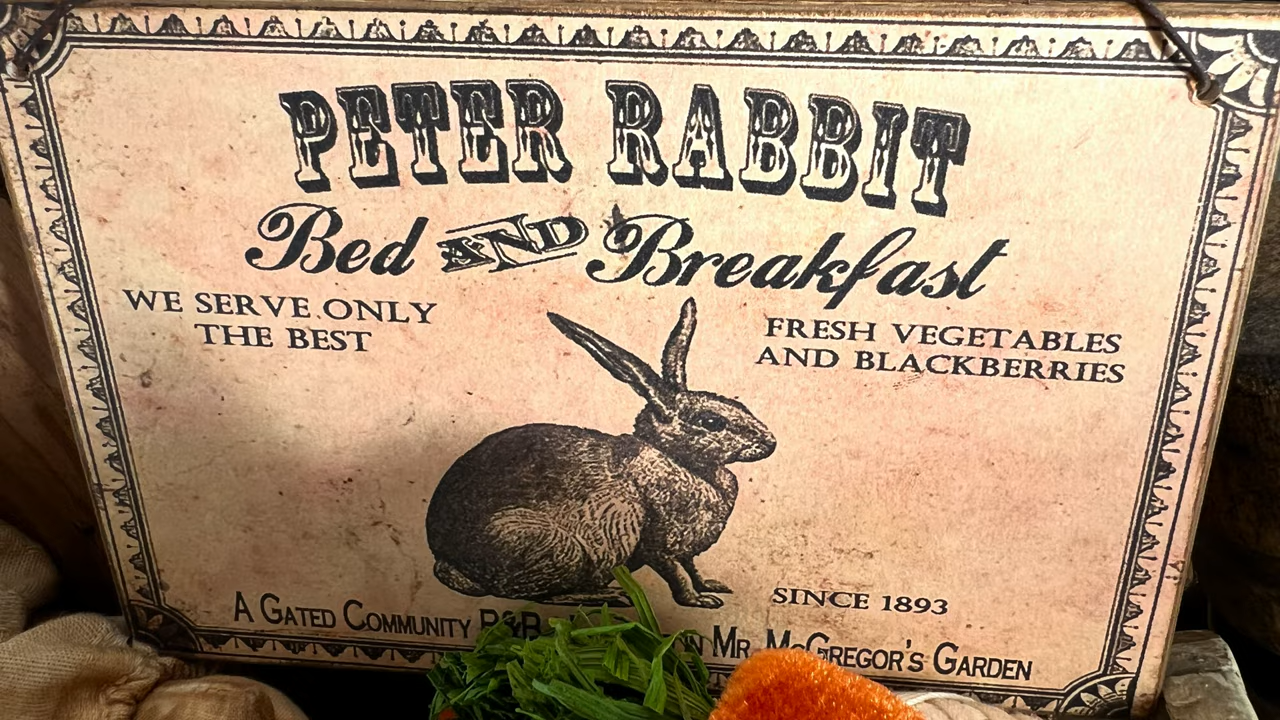 PETER RABBIT
Bed AND Breakfast
WE SERVE ONLY
THE BEST
FRESH VEGETABLES
AND BLACKBERRIES
SINCE 1893
A GATED COMMUNITY B&B ON MR. MCGREGOR'S GARDEN